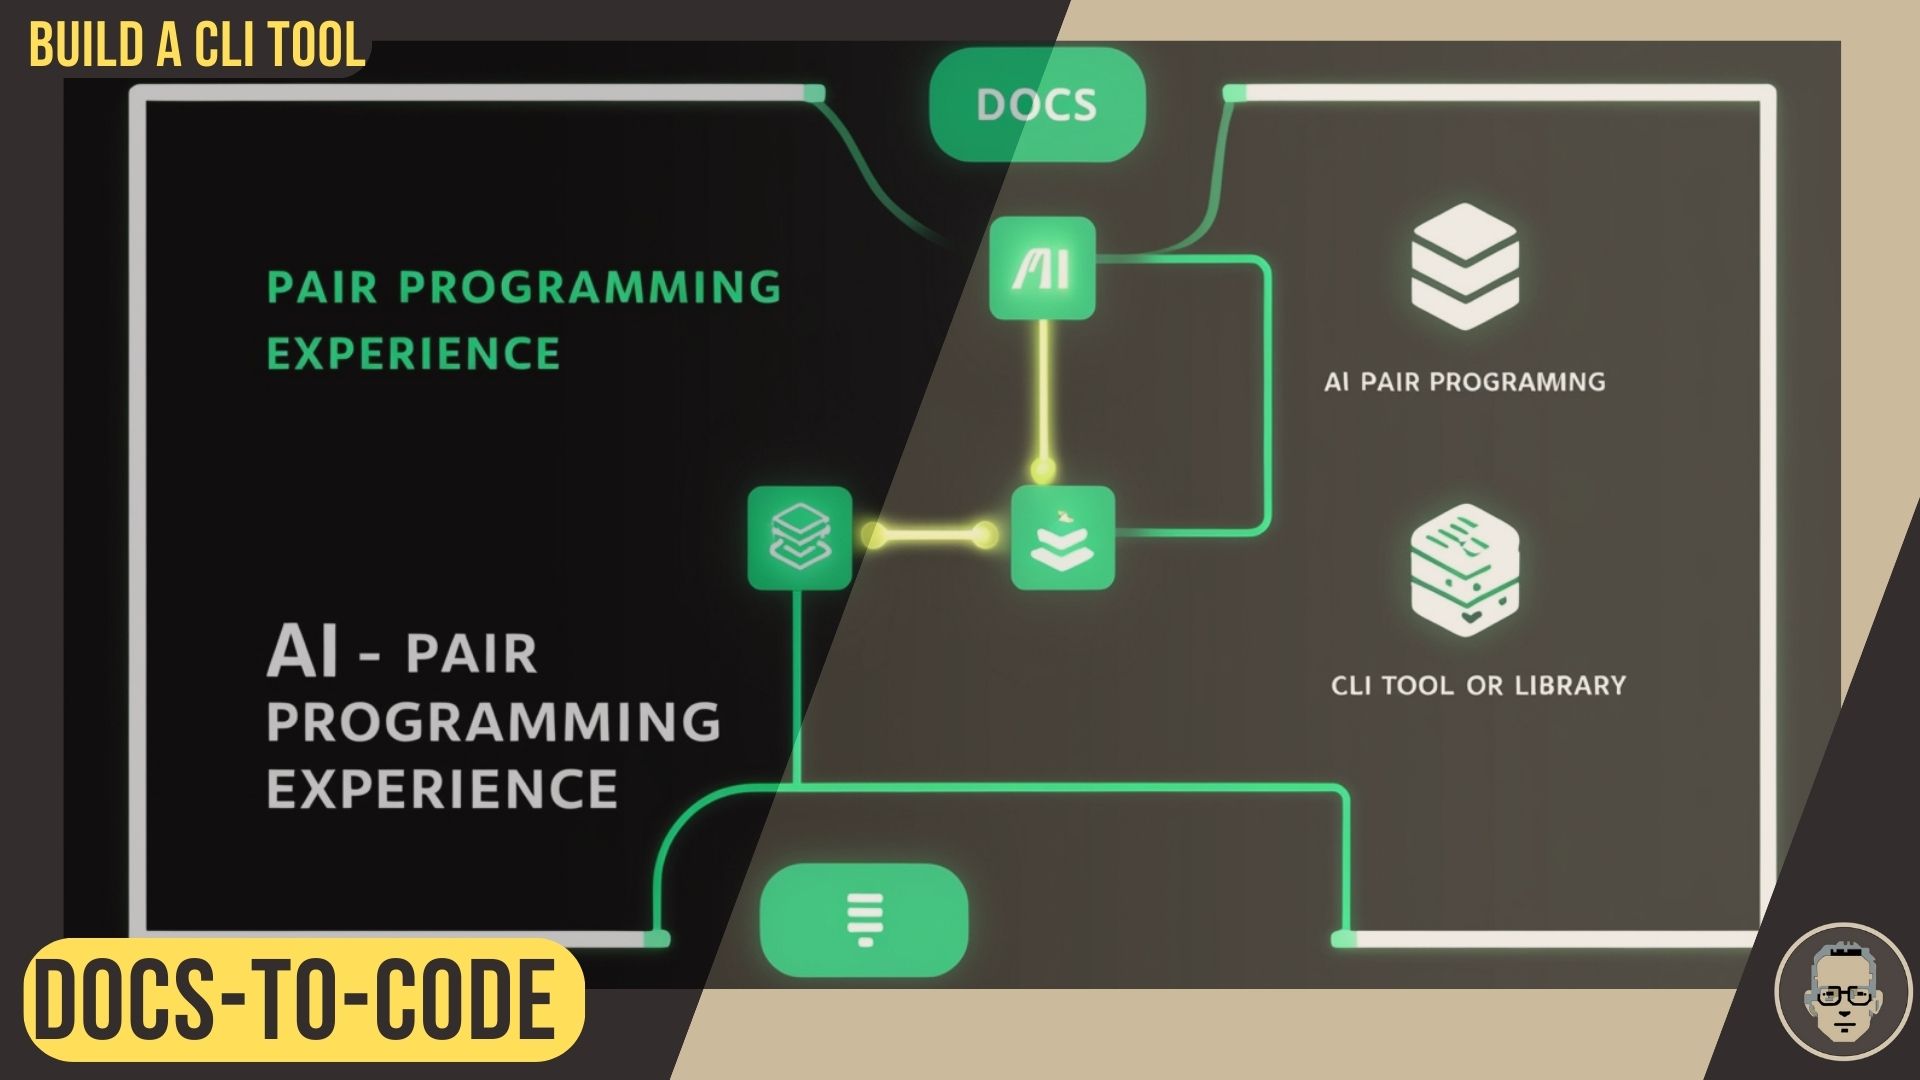 BUILD A CLI TOOL
DOCS
AI
PAIR PROGRAMMING
EXPERIENCE
AI PAIR PROGRAMING
AI - PAIR
PROGRAMMING
EXPERIENCE
CLI TOOL OR LIBRARY
DOCS-TO-CODE